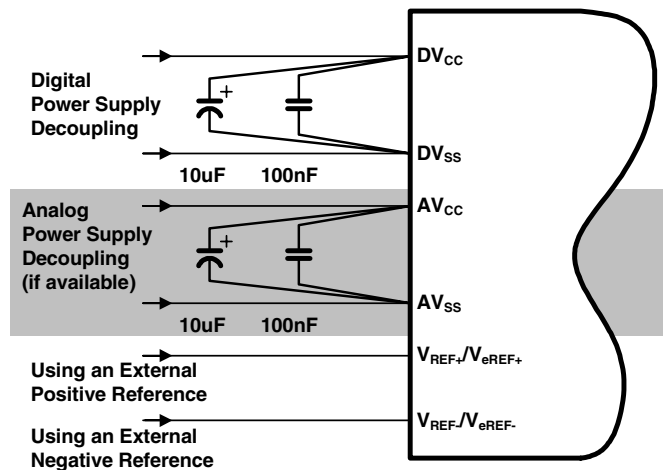 Digital
Power Supply
Decoupling
+
10uF 100nF
DVCC
DVSS
Analog
Power Supply
Decoupling
(if available)
+
10uF 100nF
AVCC
AVSS
Using an External
Positive Reference
VREF+/VeREF+
Using an External
Negative Reference
VREF-/VeREF-